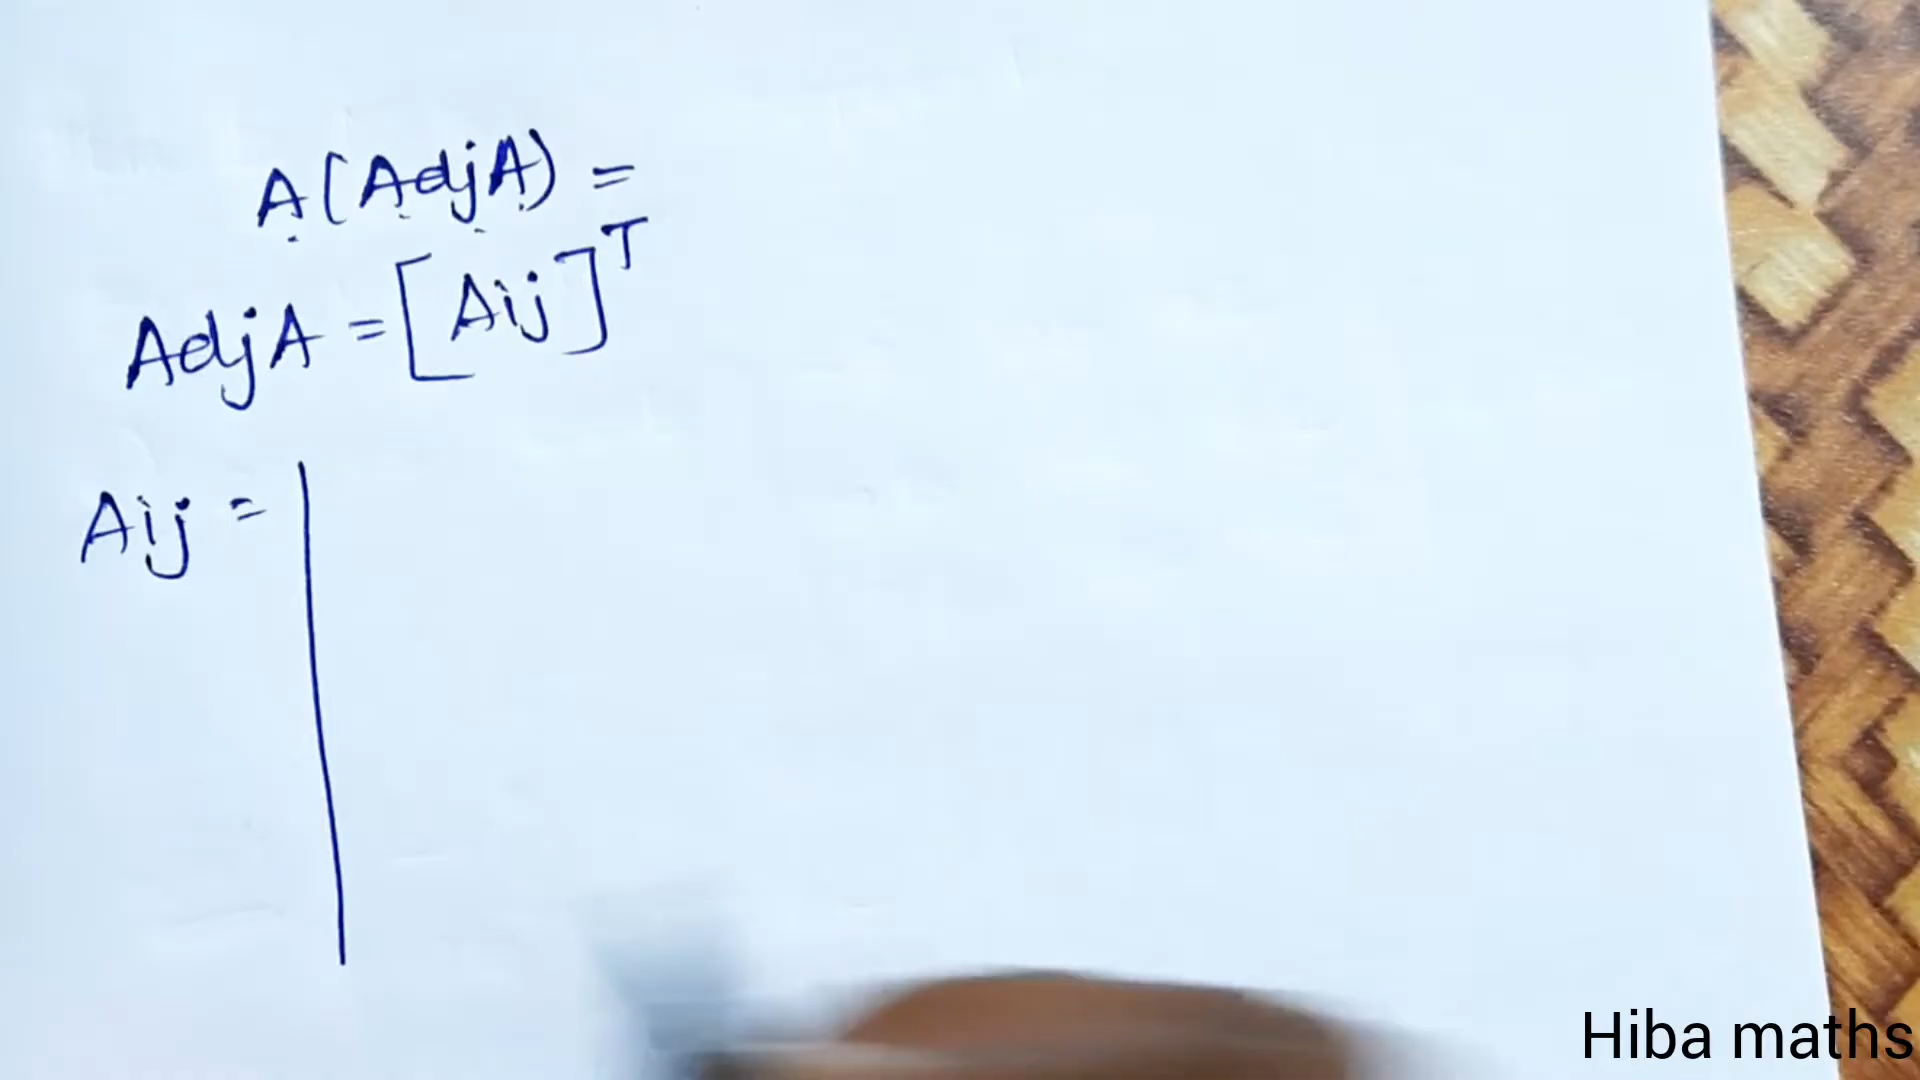 A(AdjA) =
AdjA = [Aij]^T
Aij = |
Hiba maths